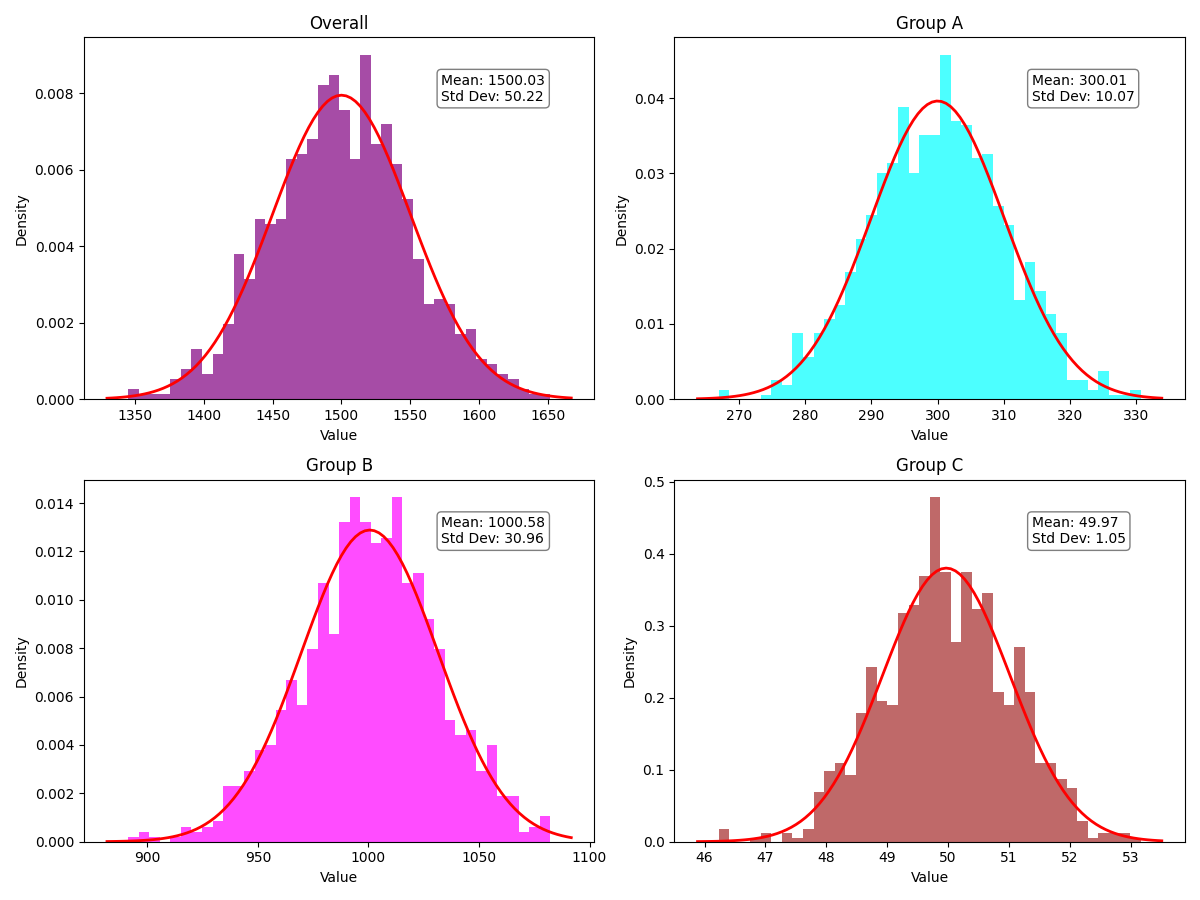 Overall
Mean: 1500.03
Std Dev: 50.22
0.008
0.006
0.004
0.002
0.000
Density
1350 1400 1450 1500 1550 1600 1650
Value
Group A
Mean: 300.01
Std Dev: 10.07
0.04
0.03
0.02
0.01
0.00
Density
270 280 290 300 310 320 330
Value
Group B
Mean: 1000.58
Std Dev: 30.96
0.014
0.012
0.010
0.008
0.006
0.004
0.002
0.000
Density
900 950 1000 1050 1100
Value
Group C
Mean: 49.97
Std Dev: 1.05
0.5
0.4
0.3
0.2
0.1
0.0
Density
46 47 48 49 50 51 52 53
Value